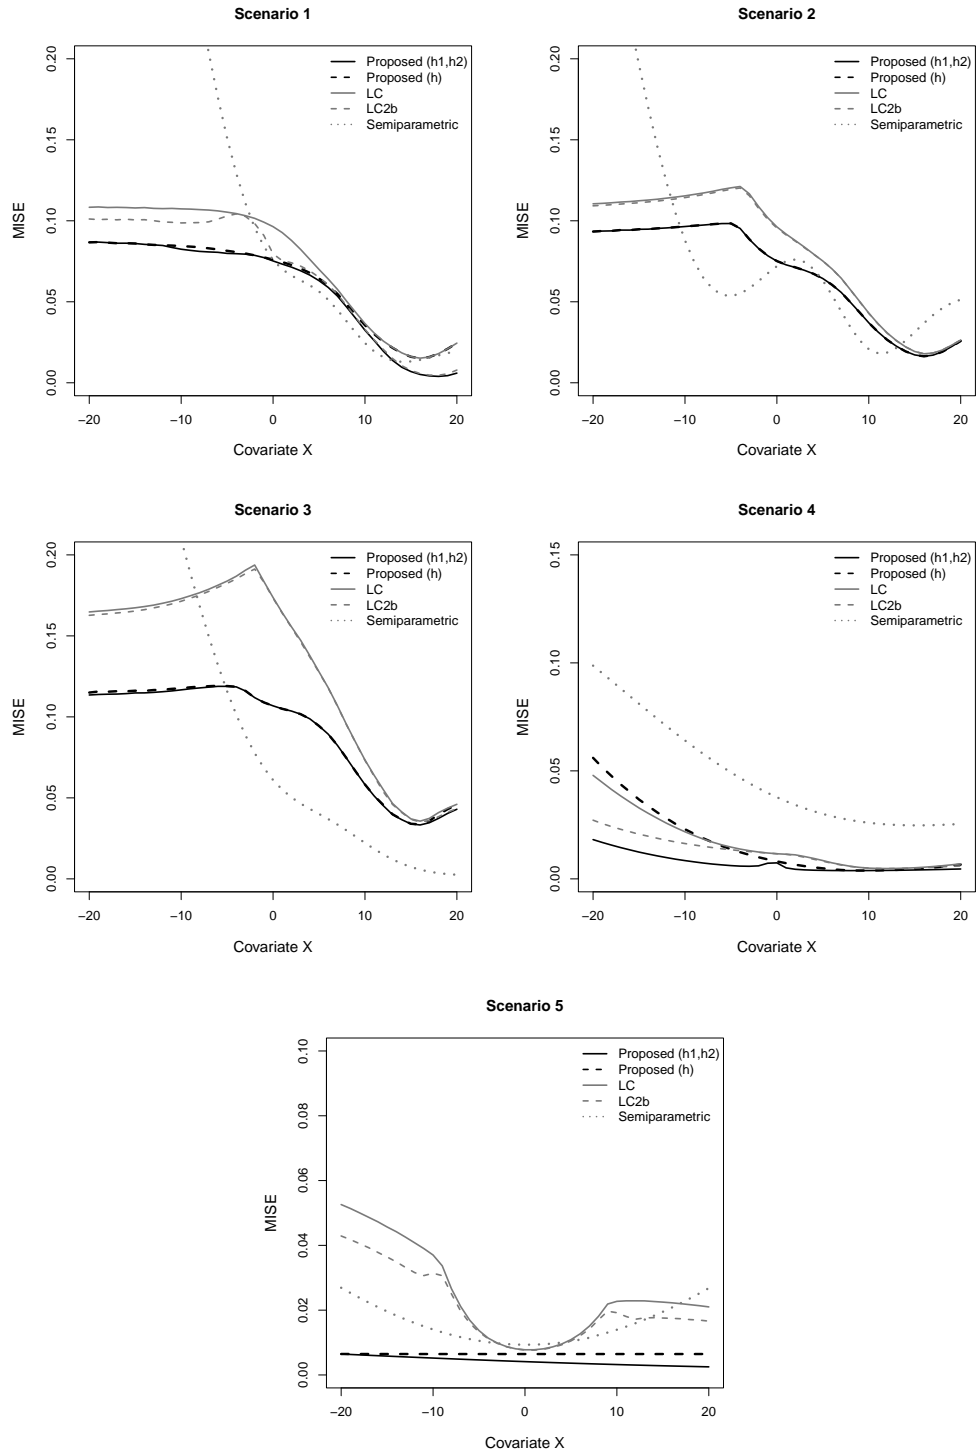 Scenario 1
MISE
0.20
0.15
0.10
0.05
0.00
Proposed (h1,h2)
Proposed (h)
LC
LC2b
Semiparametric
−20 −10 0 10 20
Covariate X
Scenario 2
MISE
0.20
0.15
0.10
0.05
0.00
Proposed (h1,h2)
Proposed (h)
LC
LC2b
Semiparametric
−20 −10 0 10 20
Covariate X
Scenario 3
MISE
0.20
0.15
0.10
0.05
0.00
Proposed (h1,h2)
Proposed (h)
LC
LC2b
Semiparametric
−20 −10 0 10 20
Covariate X
Scenario 4
MISE
0.15
0.10
0.05
0.00
Proposed (h1,h2)
Proposed (h)
LC
LC2b
Semiparametric
−20 −10 0 10 20
Covariate X
Scenario 5
MISE
0.10
0.08
0.06
0.04
0.02
0.00
Proposed (h1,h2)
Proposed (h)
LC
LC2b
Semiparametric
−20 −10 0 10 20
Covariate X